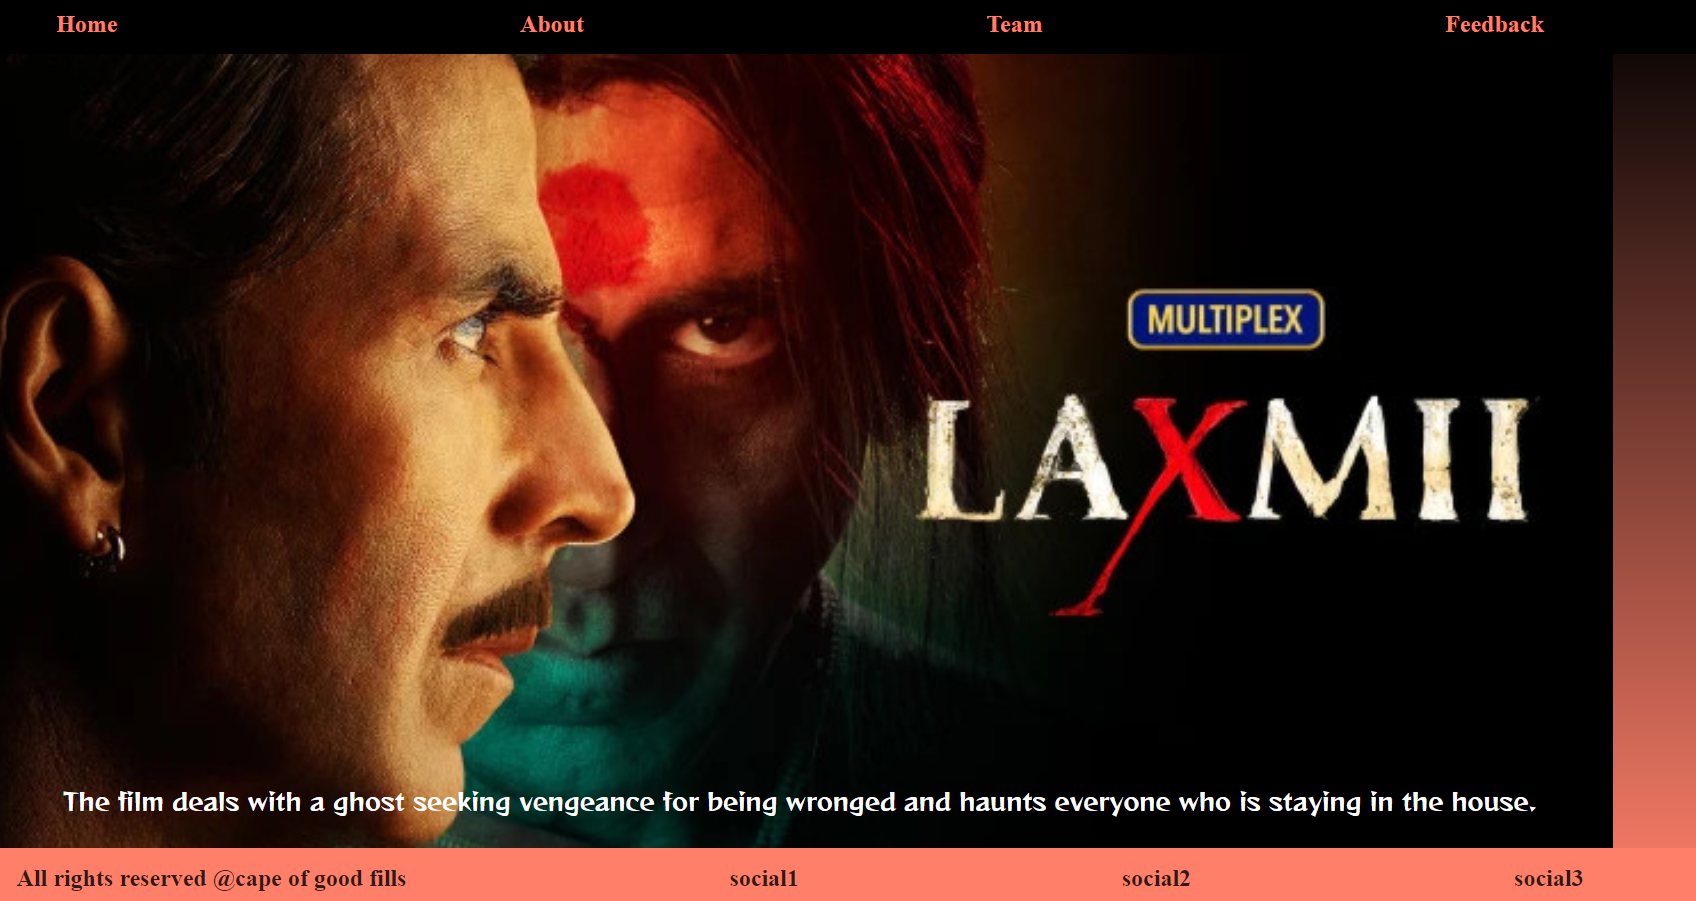 Home About Team Feedback
MULTIPLEX
LAXMII
The film deals with a ghost seeking vengeance for being wronged and haunts everyone who is staying in the house.
All rights reserved @cape of good fills social1 social2 social3